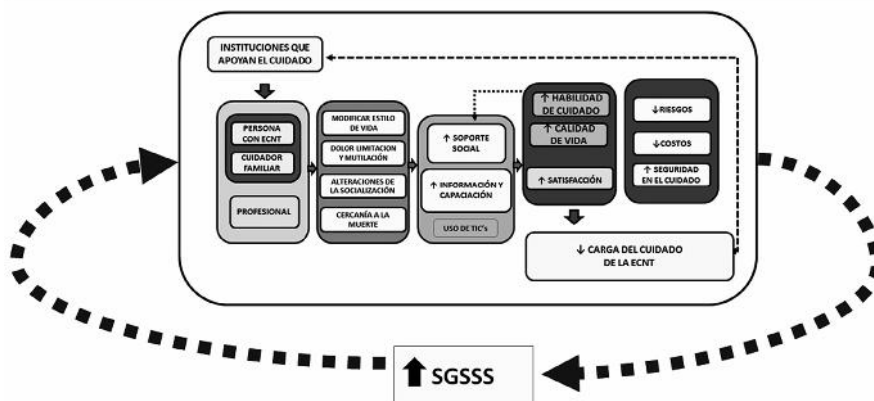 INSTITUCIONES QUE
APOYAN EL CUIDADO
PERSONA
CON ECNT
CUIDADOR
FAMILIAR
PROFESIONAL
MODIFICAR ESTILO
DE VIDA
DOLOR LIMITACION
Y MUTILACIÓN
ALTERACIONES DE
LA SOCIALIZACIÓN
CERCANÍA A LA
MUERTE
↑ SOPORTE
SOCIAL
↑ INFORMACIÓN Y
CAPACIACIÓN
USO DE TIC's
↑ HABILIDAD
DE CUIDADO
↑ CALIDAD
DE VIDA
↑ SATISFACCIÓN
↓RIESGOS
↓COSTOS
↑ SEGURIDAD
EN EL CUIDADO
↓ CARGA DEL CUIDADO
DE LA ECNT
↑ SGSSS